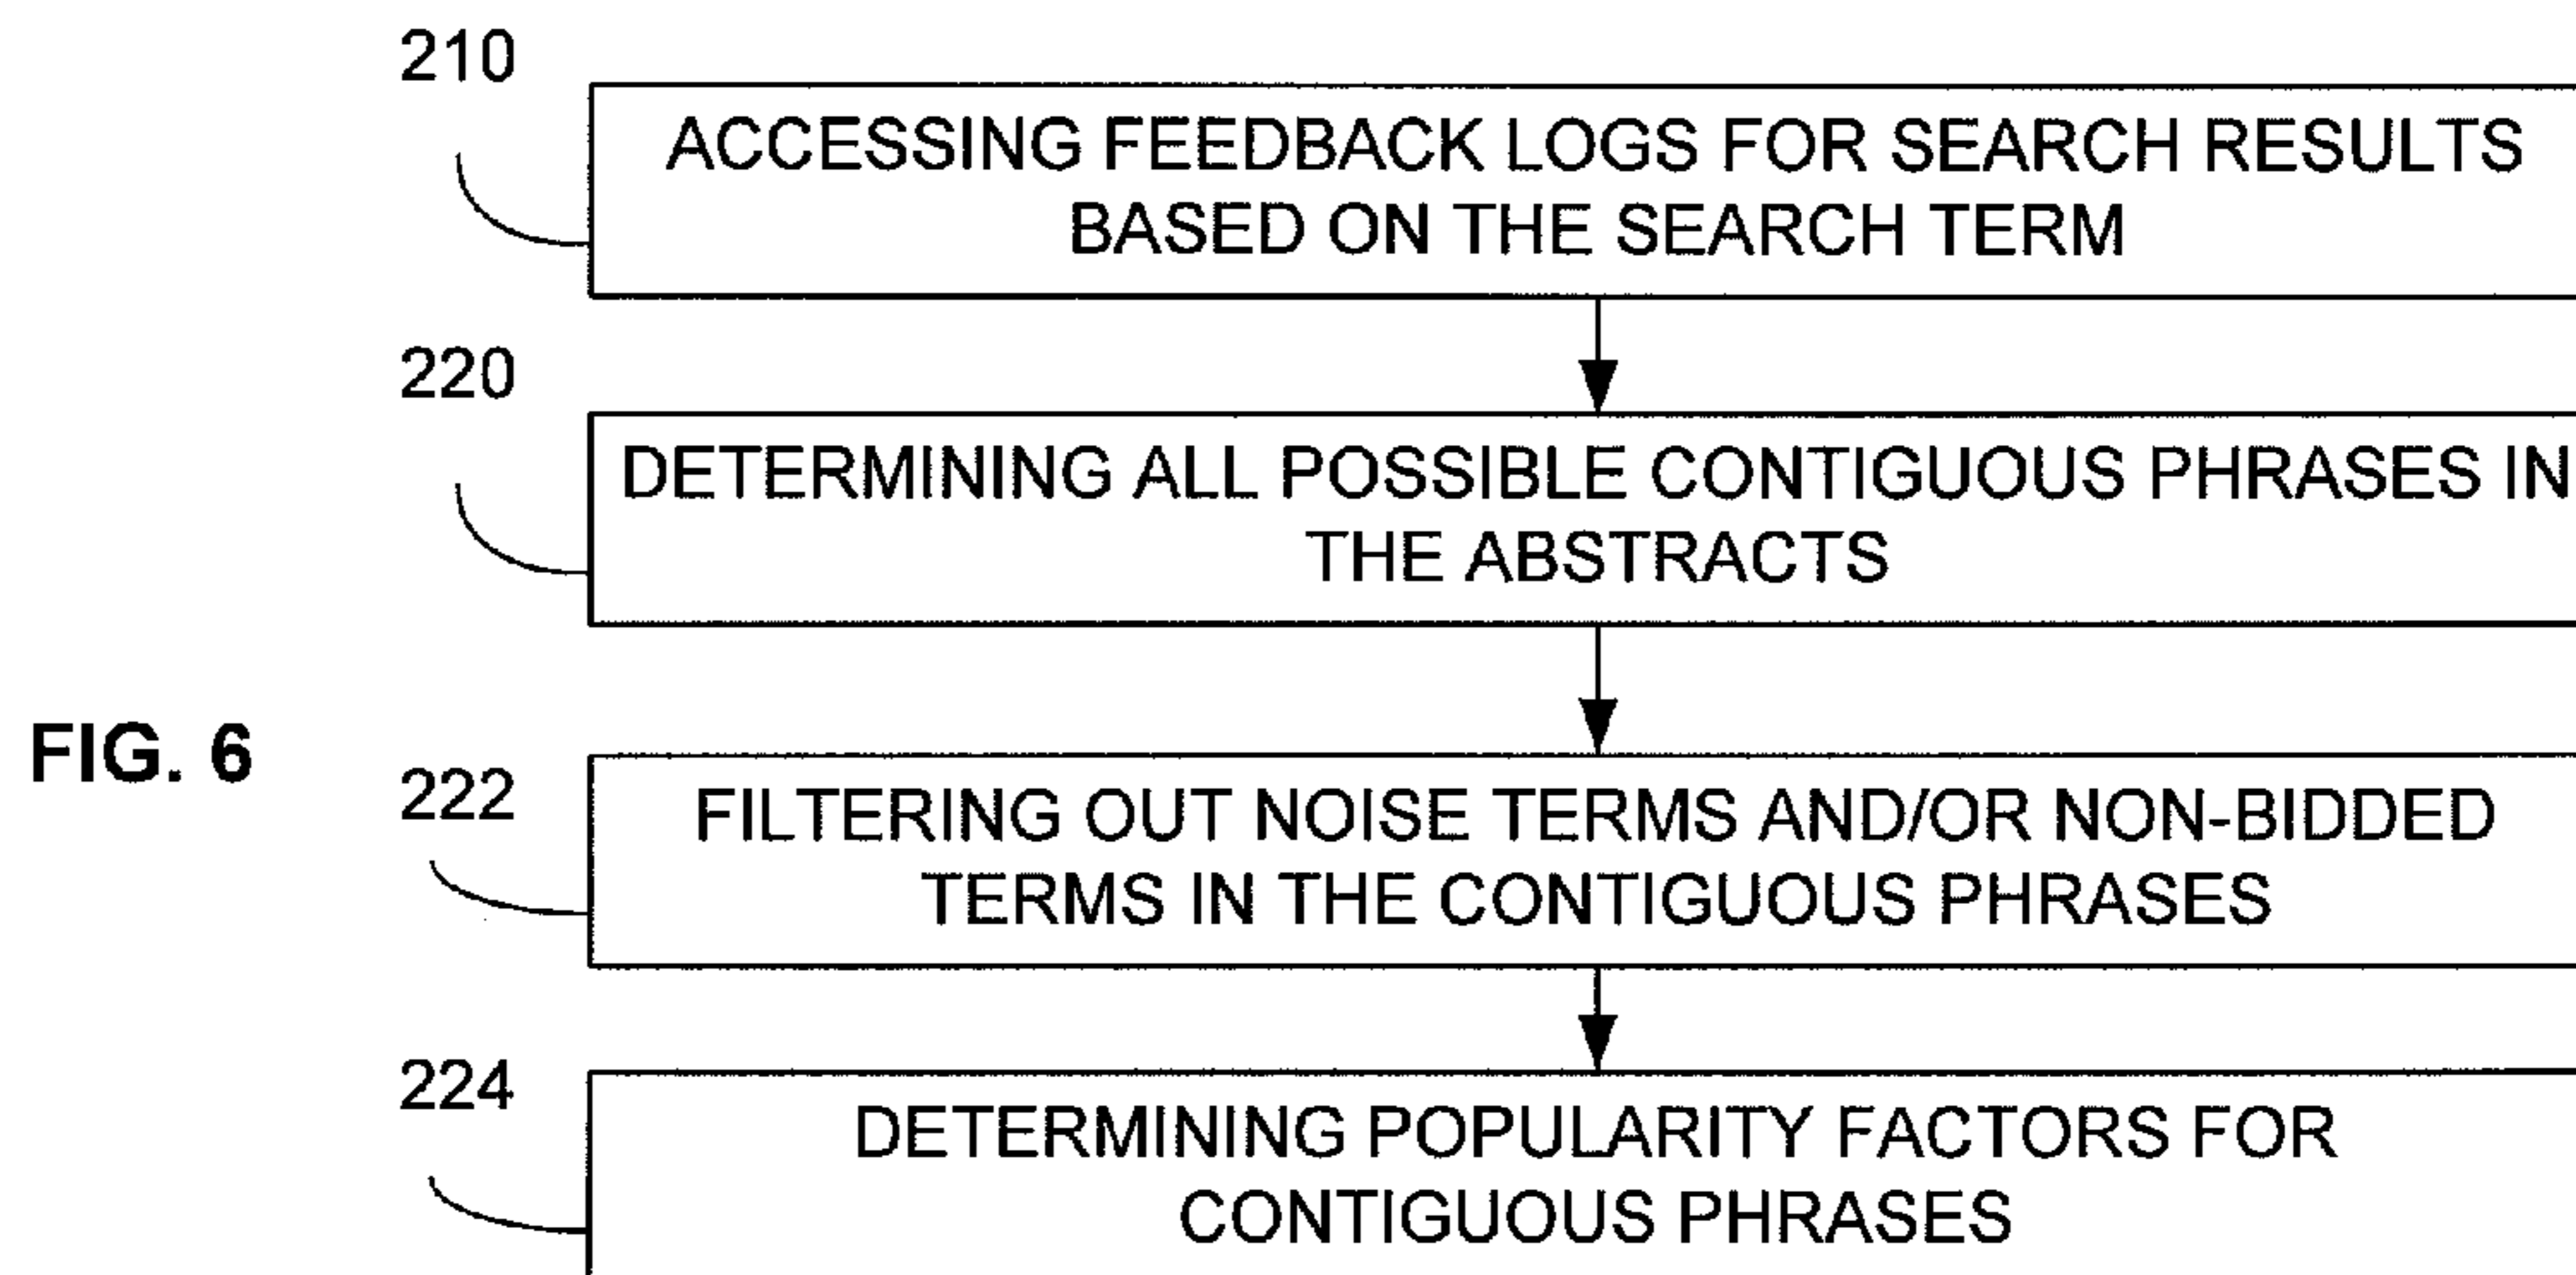 210
ACCESSING FEEDBACK LOGS FOR SEARCH RESULTS
BASED ON THE SEARCH TERM
220
DETERMINING ALL POSSIBLE CONTIGUOUS PHRASES IN
THE ABSTRACTS
FIG. 6
222
FILTERING OUT NOISE TERMS AND/OR NON-BIDDED
TERMS IN THE CONTIGUOUS PHRASES
224
DETERMINING POPULARITY FACTORS FOR
CONTIGUOUS PHRASES